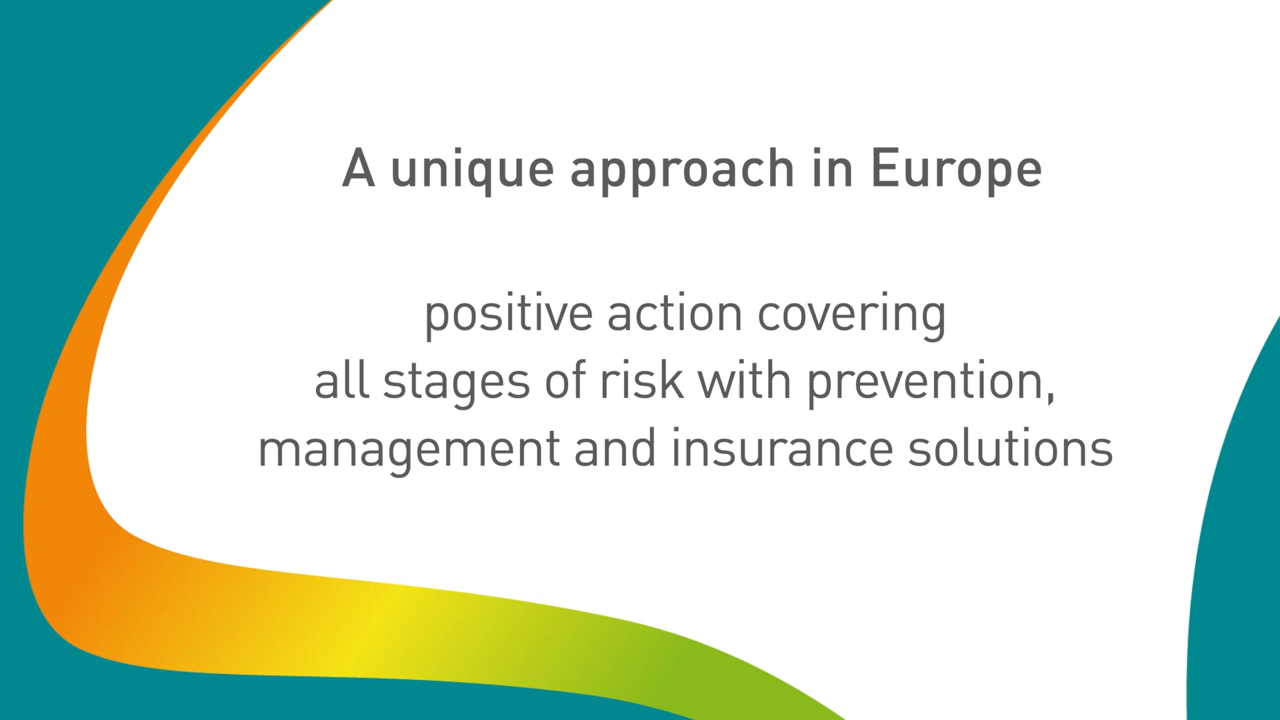 A unique approach in Europe
positive action covering
all stages of risk with prevention,
management and insurance solutions